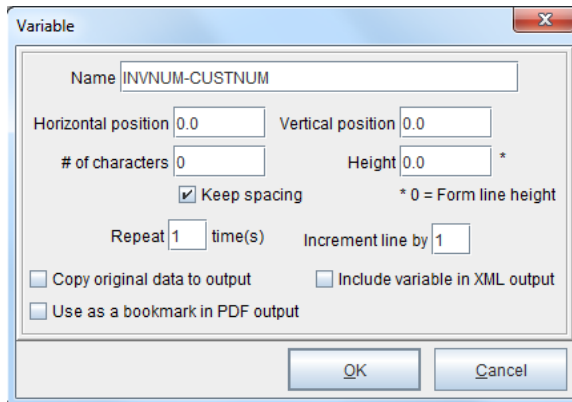 Variable
Name INVNUM-CUSTNUM
Horizontal position 0.0 Vertical position 0.0
# of characters 0 Height 0.0 *
Keep spacing * 0 = Form line height
Repeat 1 time(s) Increment line by 1
Copy original data to output Include variable in XML output
Use as a bookmark in PDF output
OK Cancel